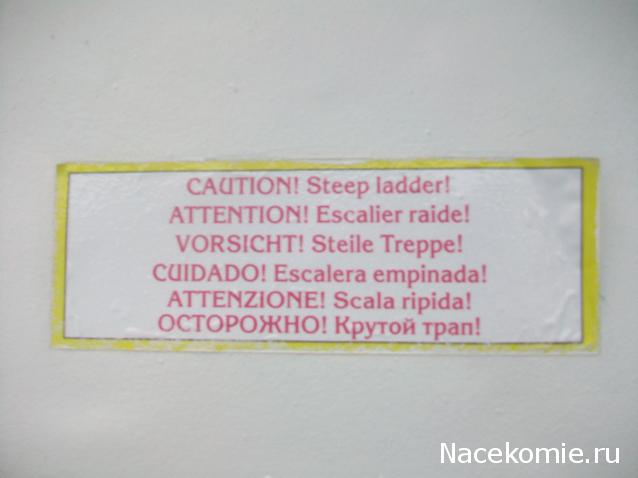 CAUTION! Steep ladder!
ATTENTION! Escalier raide!
VORSICHT! Steile Treppe!
CUIDADO! Escalera empinada!
ATTENZIONE! Scala ripida!
ОСТОРОЖНО! Крутой трап!
Nacekomie.ru